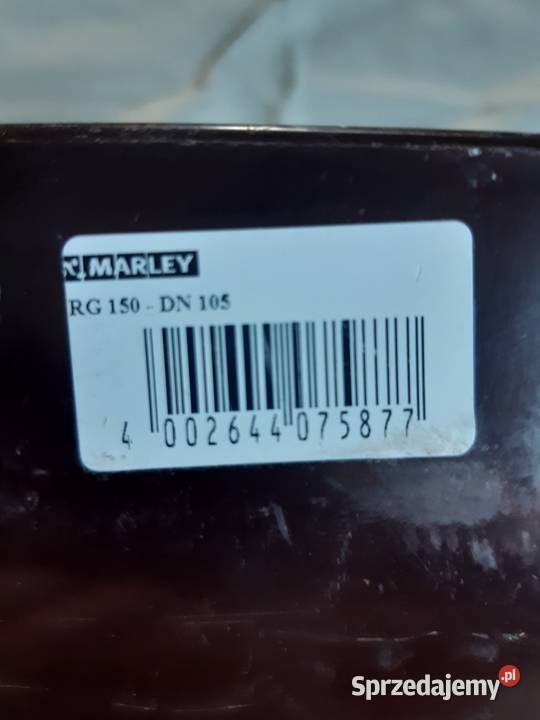 MARLEY
RG 150 - DN 105
4 002644 075877
Sprzedajemy.pl